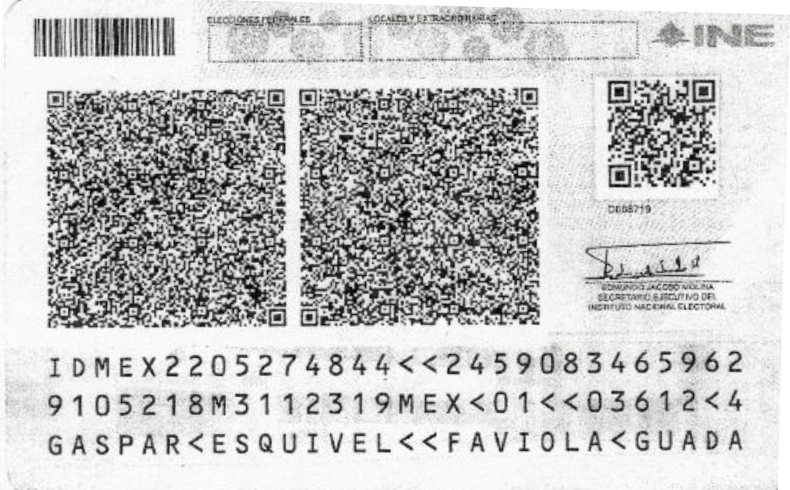 ELECCIONES FEDERALES
LOCALES Y EXTRAORDINARIAS
INE
D008719
EDMUNDO JACOBO MOLINA
SECRETARIO EJECUTIVO DEL
INSTITUTO NACIONAL ELECTORAL
IDMEX2205274844<<2459083465962
9105218M3112319MEX<01<<03612<4
GASPAR<ESQUIVEL<<FAVIOLA<GUADA